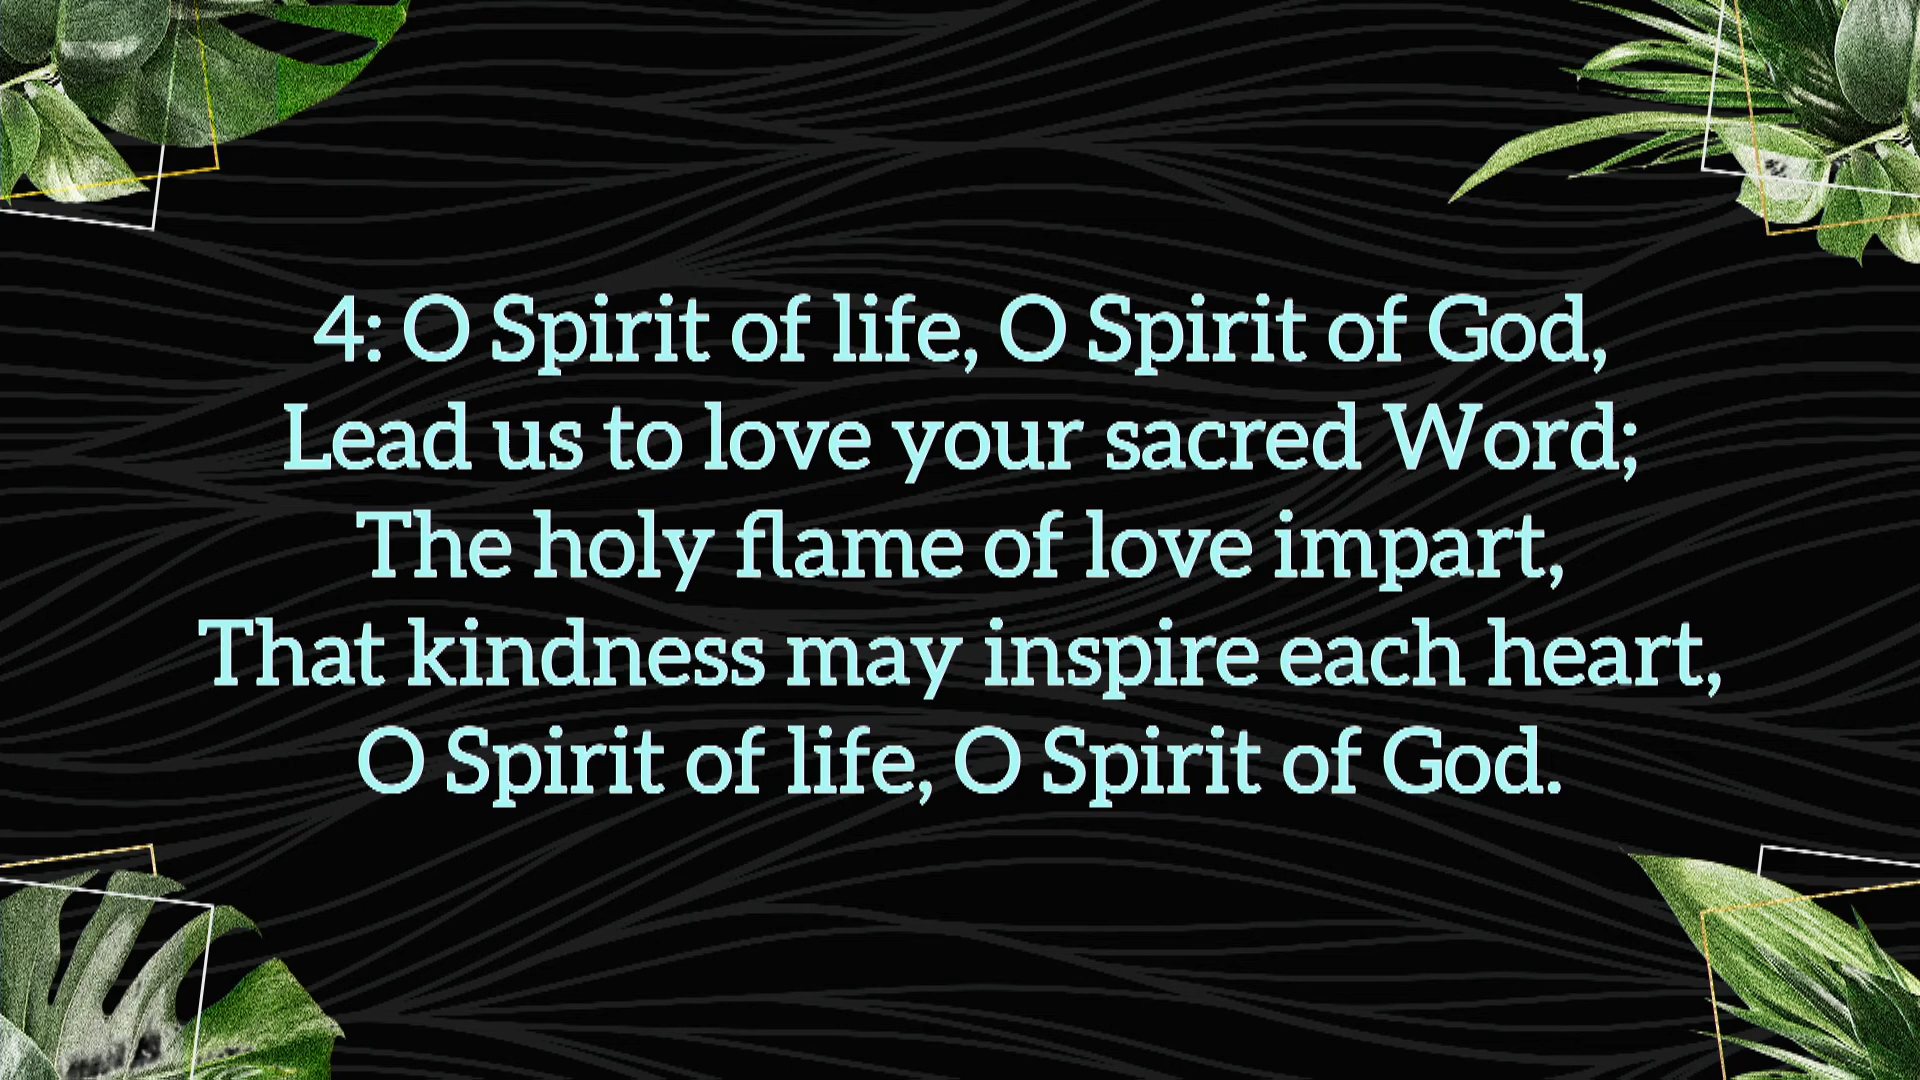 4: O Spirit of life, O Spirit of God,
Lead us to love your sacred Word;
The holy flame of love impart,
That kindness may inspire each heart,
O Spirit of life, O Spirit of God.